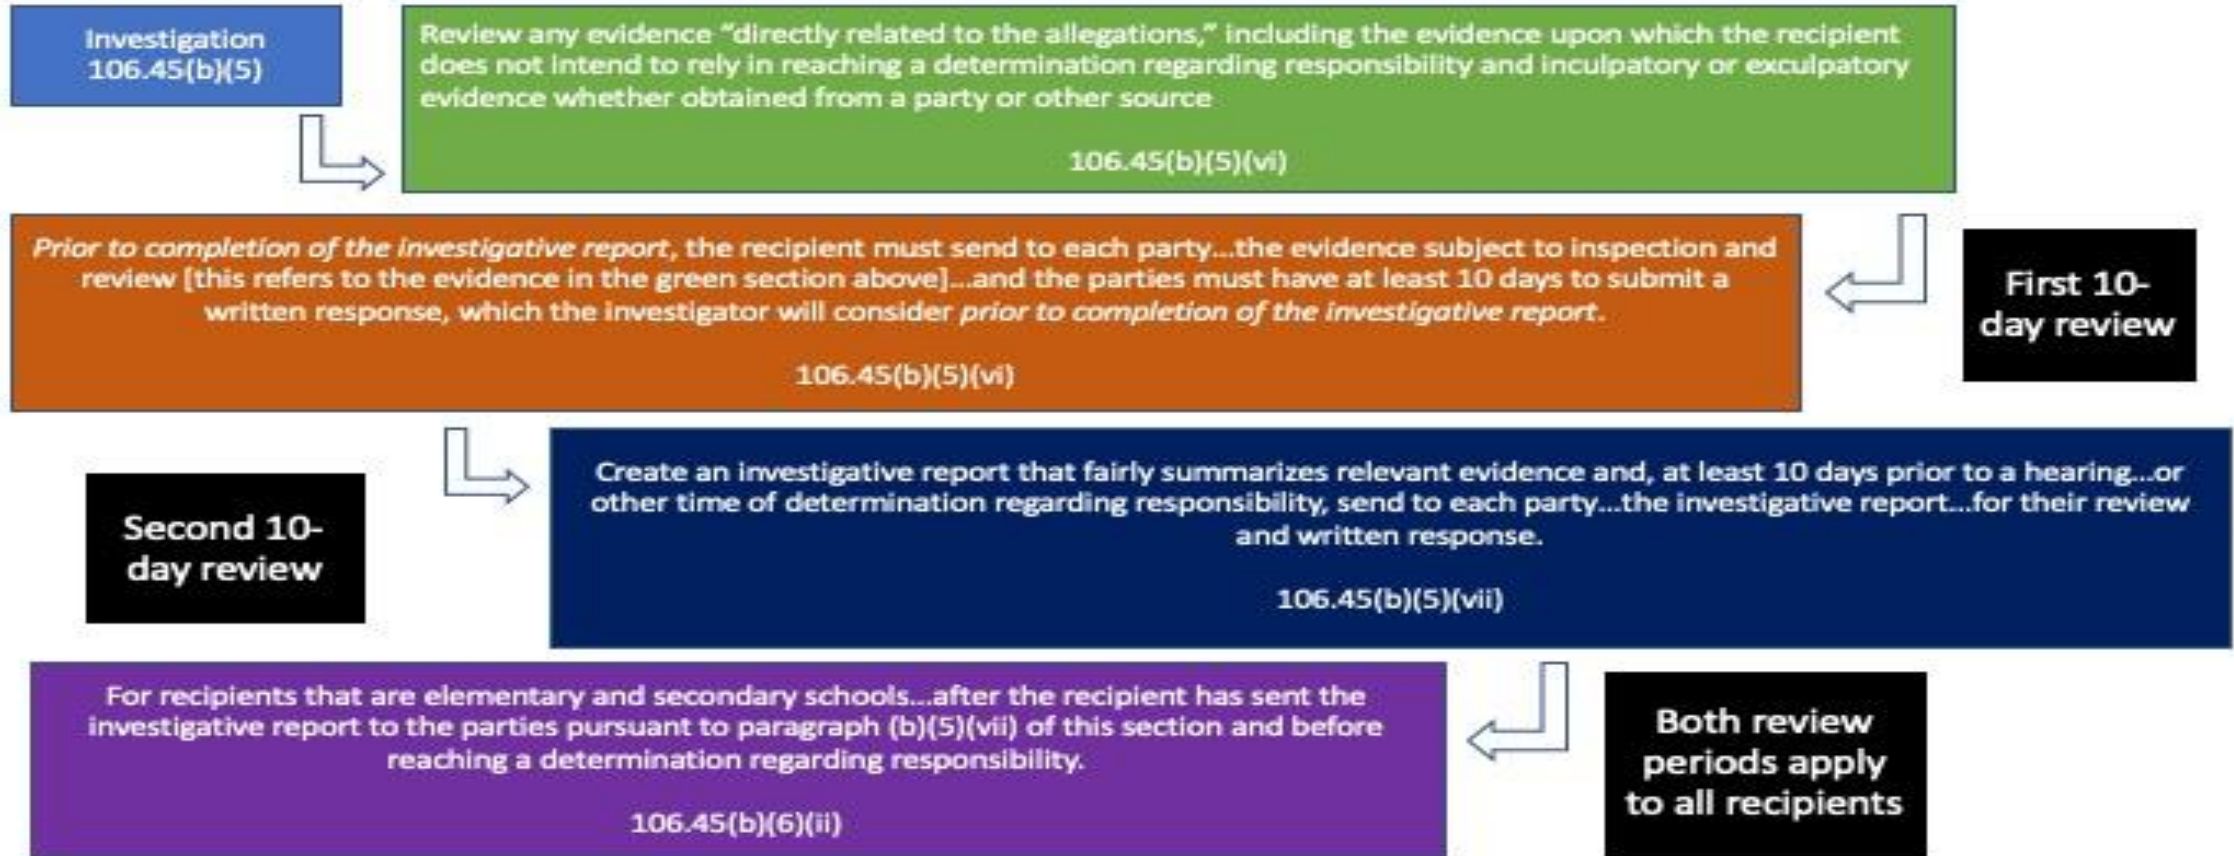 Investigation
106.45(b)(5)
Review any evidence “directly related to the allegations,” including the evidence upon which the recipient
does not intend to rely in reaching a determination regarding responsibility and inculpatory or exculpatory
evidence whether obtained from a party or other source
106.45(b)(5)(vi)
Prior to completion of the investigative report, the recipient must send to each party...the evidence subject to inspection and
review [this refers to the evidence in the green section above]...and the parties must have at least 10 days to submit a
written response, which the investigator will consider prior to completion of the investigative report.
106.45(b)(5)(vi)
First 10-
day review
Second 10-
day review
Create an investigative report that fairly summarizes relevant evidence and, at least 10 days prior to a hearing...or
other time of determination regarding responsibility, send to each party...the investigative report...for their review
and written response.
106.45(b)(5)(vii)
For recipients that are elementary and secondary schools...after the recipient has sent the
investigative report to the parties pursuant to paragraph (b)(5)(vii) of this section and before
reaching a determination regarding responsibility.
106.45(b)(6)(ii)
Both review
periods apply
to all recipients